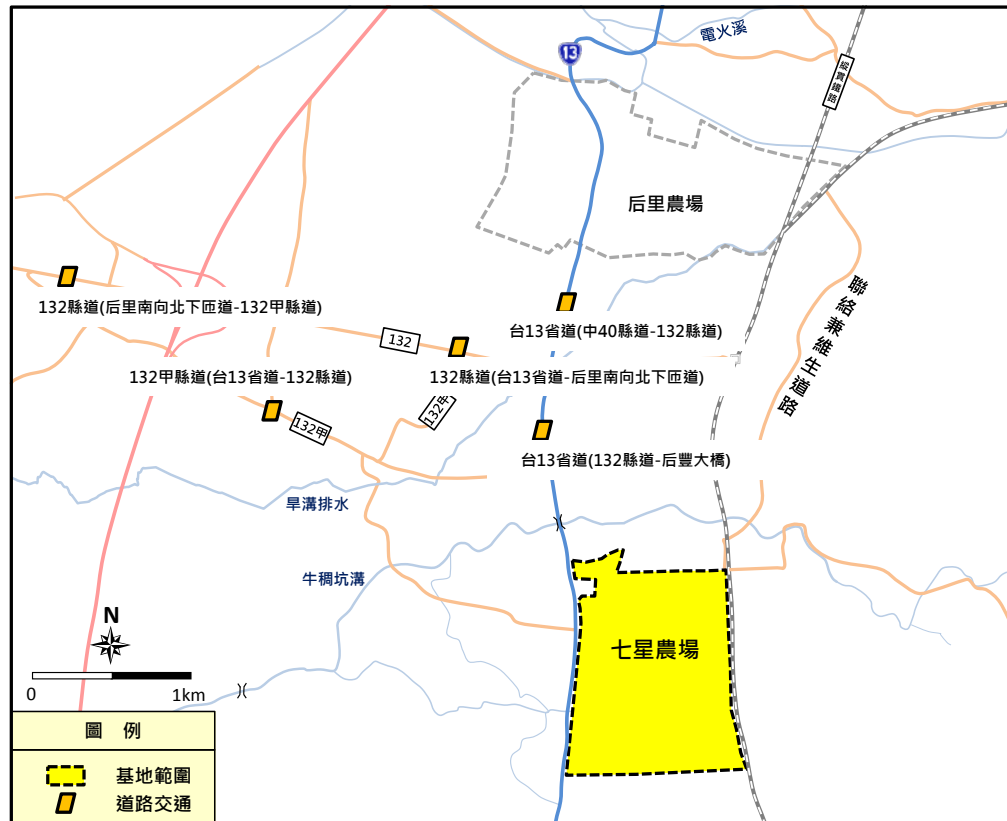 電火溪
13
縱貫鐵路
后里農場
132縣道(后里南向北下匝道-132甲縣道)
台13省道(中40縣道-132縣道)
聯絡兼維生道路
132
132甲縣道(台13省道-132縣道)
132縣道(台13省道-后里南向北下匝道)
132甲
132甲
台13省道(132縣道-后豐大橋)
旱溝排水
牛稠坑溝
N
七星農場
0
1km
圖 例
基地範圍
道路交通